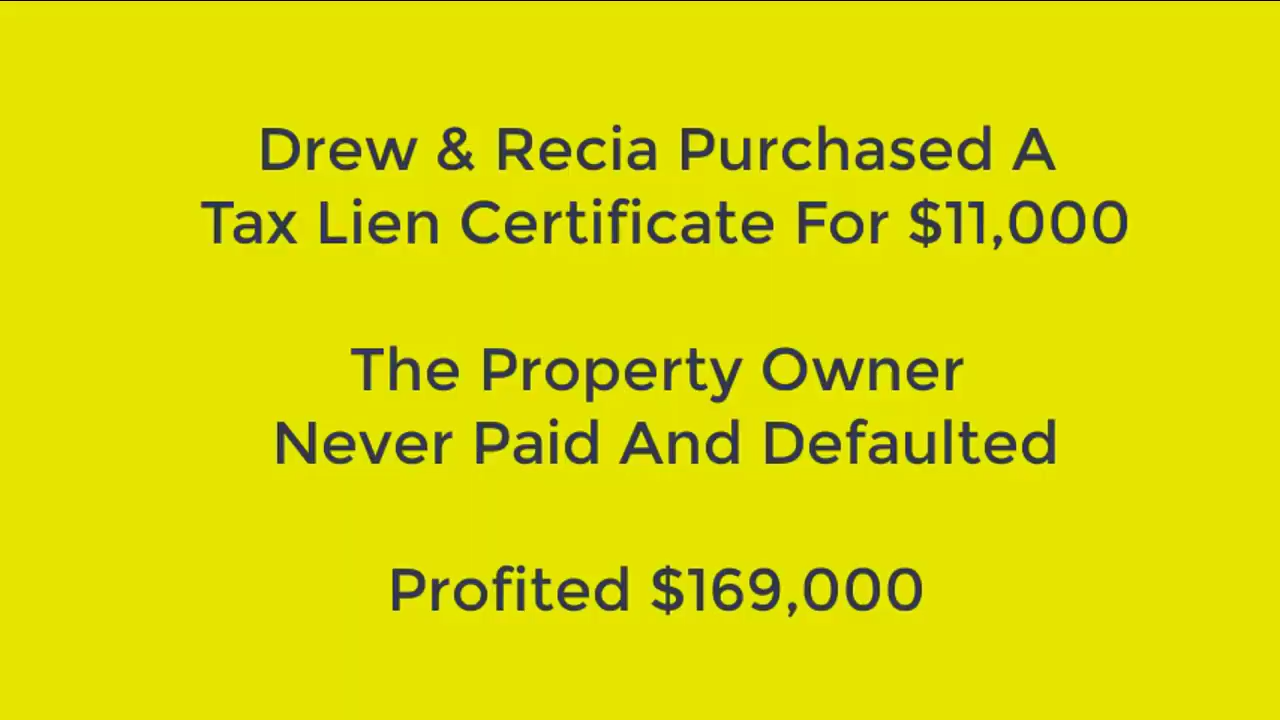 Drew & Recia Purchased A
Tax Lien Certificate For $11,000
The Property Owner
Never Paid And Defaulted
Profited $169,000